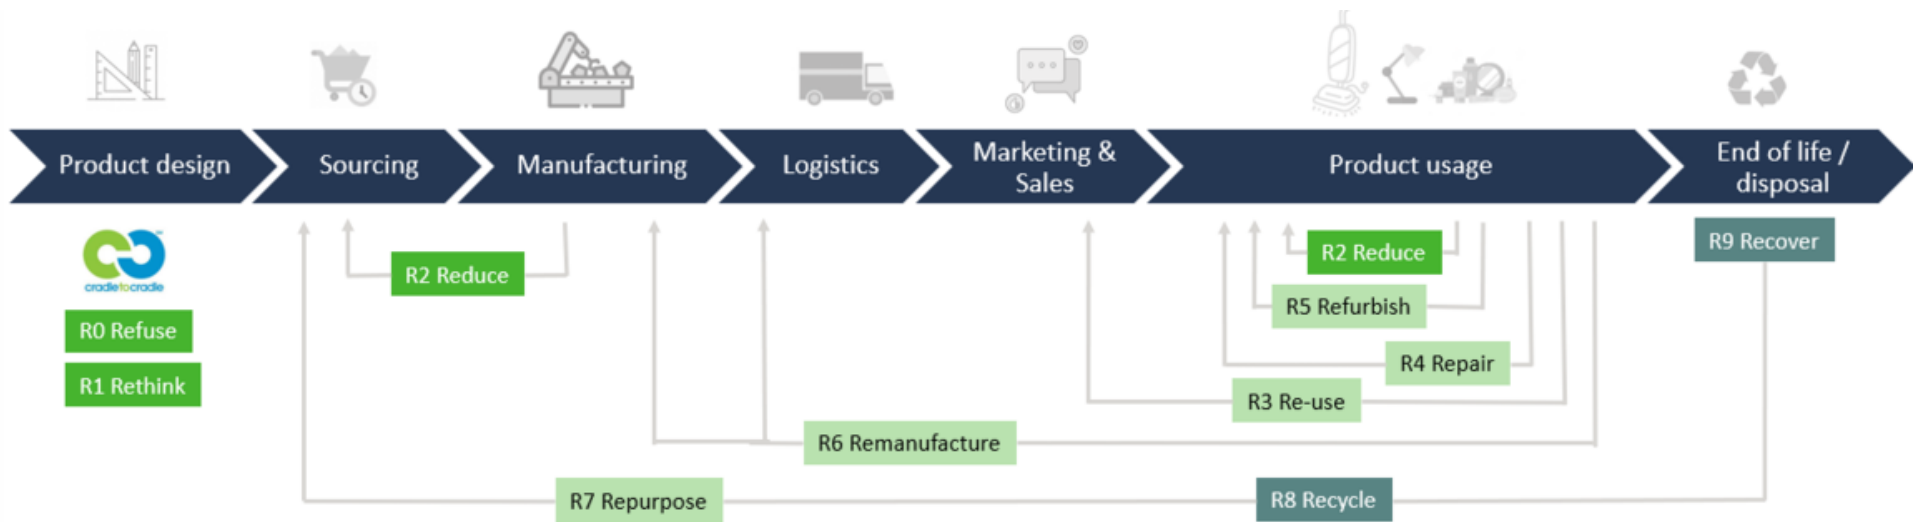 Product design
Sourcing
Manufacturing
Logistics
Marketing &
Sales
Product usage
End of life /
disposal
cradletocradle
R0 Refuse
R1 Rethink
R2 Reduce
R2 Reduce
R9 Recover
R5 Refurbish
R4 Repair
R3 Re-use
R6 Remanufacture
R7 Repurpose
R8 Recycle